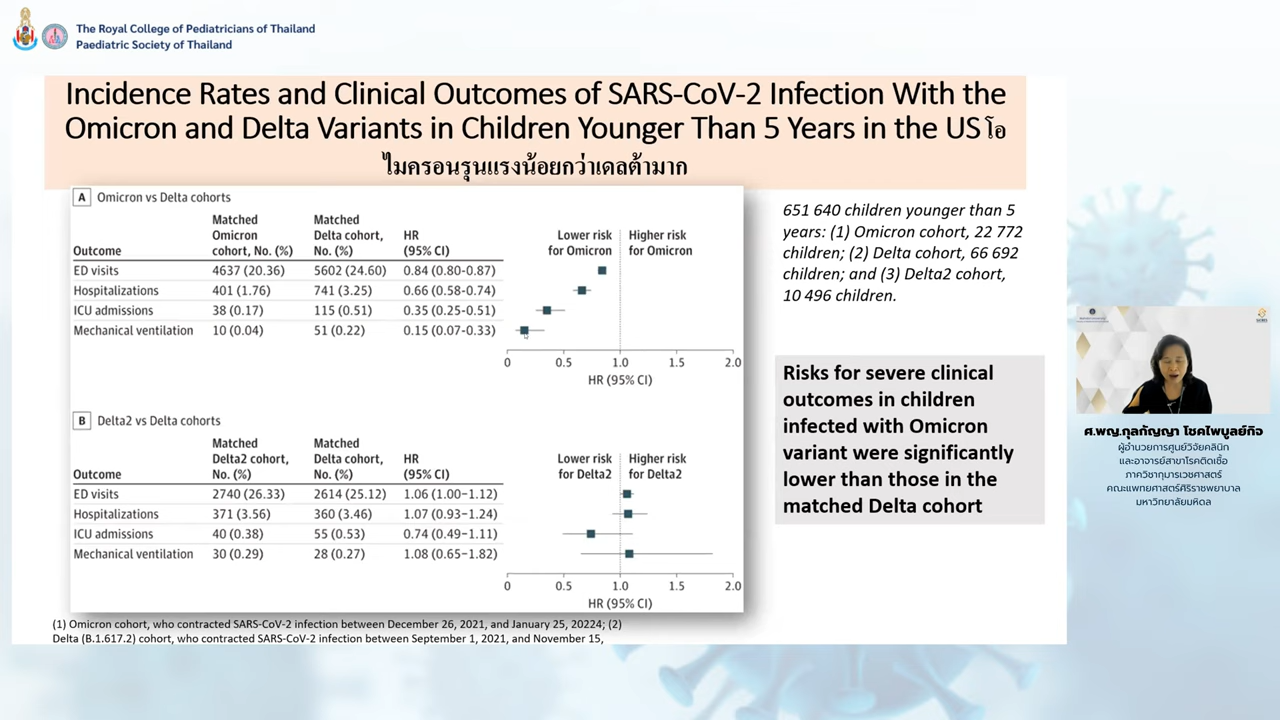 The Royal College of Pediatricians of Thailand
Paediatric Society of Thailand
Incidence Rates and Clinical Outcomes of SARS-CoV-2 Infection With the
Omicron and Delta Variants in Children Younger Than 5 Years in the US โอ
ไมครอนรุนแรงน้อยกว่าเดลต้ามาก
A Omicron vs Delta cohorts
Outcome Matched Omicron cohort, No. (%) Matched Delta cohort, No. (%) HR (95% CI) Lower risk for Omicron Higher risk for Omicron
ED visits 4637 (20.36) 5602 (24.60) 0.84 (0.80-0.87)
Hospitalizations 401 (1.76) 741 (3.25) 0.66 (0.58-0.74)
ICU admissions 38 (0.17) 115 (0.51) 0.35 (0.25-0.51)
Mechanical ventilation 10 (0.04) 51 (0.22) 0.15 (0.07-0.33)
0 0.5 1.0 1.5 2.0
HR (95% CI)
B Delta2 vs Delta cohorts
Outcome Matched Delta2 cohort, No. (%) Matched Delta cohort, No. (%) HR (95% CI) Lower risk for Delta2 Higher risk for Delta2
ED visits 2740 (26.33) 2614 (25.12) 1.06 (1.00-1.12)
Hospitalizations 371 (3.56) 360 (3.46) 1.07 (0.93-1.24)
ICU admissions 40 (0.38) 55 (0.53) 0.74 (0.49-1.11)
Mechanical ventilation 30 (0.29) 28 (0.27) 1.08 (0.65-1.82)
0 0.5 1.0 1.5 2.0
HR (95% CI)
(1) Omicron cohort, who contracted SARS-CoV-2 infection between December 26, 2021, and January 25, 20224; (2)
Delta (B.1.617.2) cohort, who contracted SARS-CoV-2 infection between September 1, 2021, and November 15,
651 640 children younger than 5
years: (1) Omicron cohort, 22 772
children; (2) Delta cohort, 66 692
children; and (3) Delta2 cohort,
10 496 children.
Risks for severe clinical
outcomes in children
infected with Omicron
variant were significantly
lower than those in the
matched Delta cohort
ศ.พญ.กุลกัญญา โชคไพบูลย์กิจ
ผู้อำนวยการศูนย์วิจัยคลินิก
และอาจารย์สาขาโรคติดเชื้อ
ภาควิชากุมารเวชศาสตร์
คณะแพทยศาสตร์ศิริราชพยาบาล
มหาวิทยาลัยมหิดล